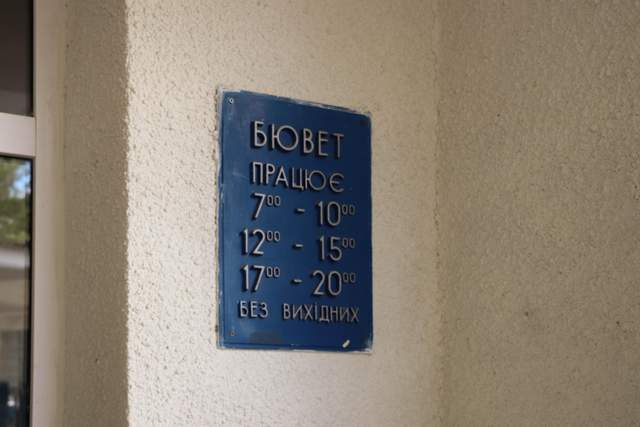 БЮВЕТ
ПРАЦЮЄ
7⁰⁰ - 10⁰⁰
12⁰⁰ - 15⁰⁰
17⁰⁰ - 20⁰⁰
БЕЗ ВИХІДНИХ